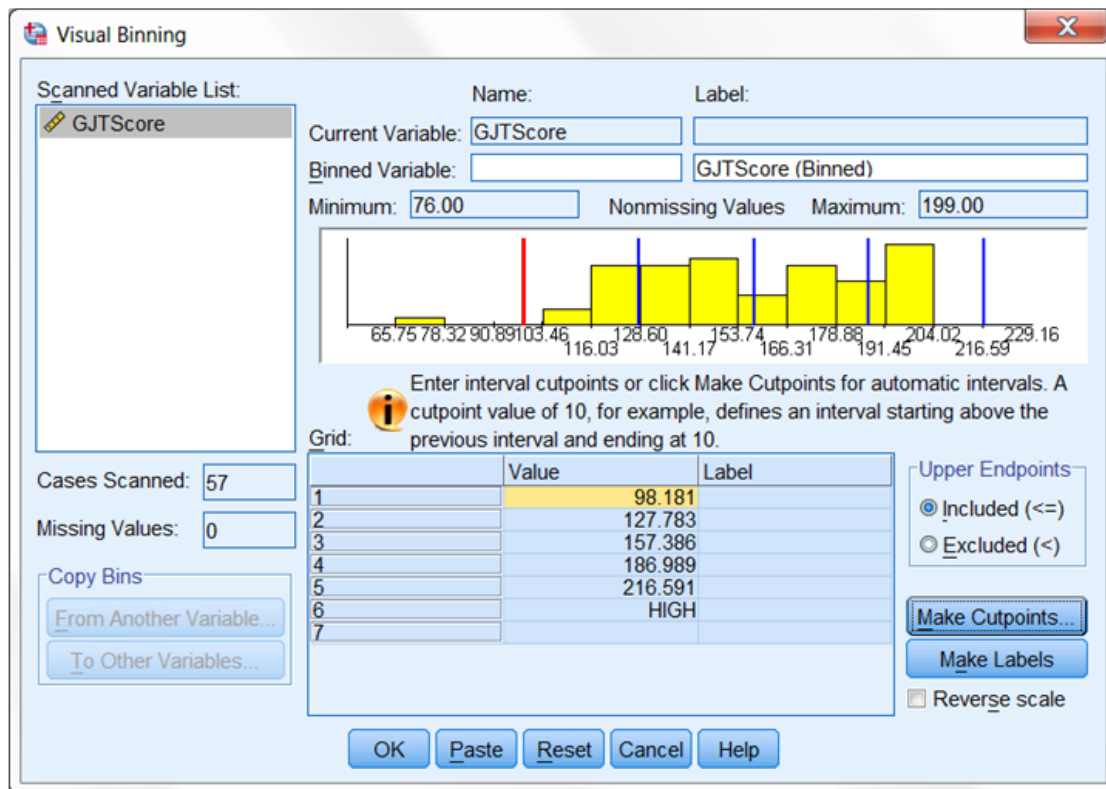 Visual Binning
Scanned Variable List:
GJTScore
Name: Label:
Current Variable: GJTScore
Binned Variable: GJTScore (Binned)
Minimum: 76.00 Nonmissing Values Maximum: 199.00
65.75 78.32 90.89 103.46 128.60 153.74 178.88 204.02 229.16
116.03 141.17 166.31 191.45 216.59
Enter interval cutpoints or click Make Cutpoints for automatic intervals. A
cutpoint value of 10, for example, defines an interval starting above the
previous interval and ending at 10.
Grid:
Value Label
1 98.181
2 127.783
3 157.386
4 186.989
5 216.591
6 HIGH
7
Cases Scanned: 57
Missing Values: 0
Copy Bins
From Another Variable...
To Other Variables...
Upper Endpoints
Included (<=)
Excluded (<)
Make Cutpoints...
Make Labels
Reverse scale
OK Paste Reset Cancel Help